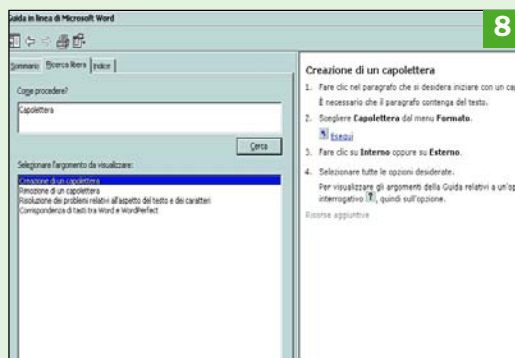 Guida in linea di Microsoft Word
8
Sommario Ricerca libera Indice
Come procedere?
Capolettera
Cerca
Selezionare l'argomento da visualizzare:
Creazione di un capolettera
Rimozione di un capolettera
Risoluzione dei problemi relativi all'aspetto del testo e dei caratteri
Corrispondenza di tasti tra Word e WordPerfect
Creazione di un capolettera
1. Fare clic nel paragrafo che si desidera iniziare con un cap
È necessario che il paragrafo contenga del testo.
2. Scegliere Capolettera dal menu Formato.
Esegui
3. Fare clic su Interno oppure su Esterno.
4. Selezionare tutte le opzioni desiderate.
Per visualizzare gli argomenti della Guida relativi a un'op
interrogativo ?, quindi sull'opzione.
Risorse aggiuntive